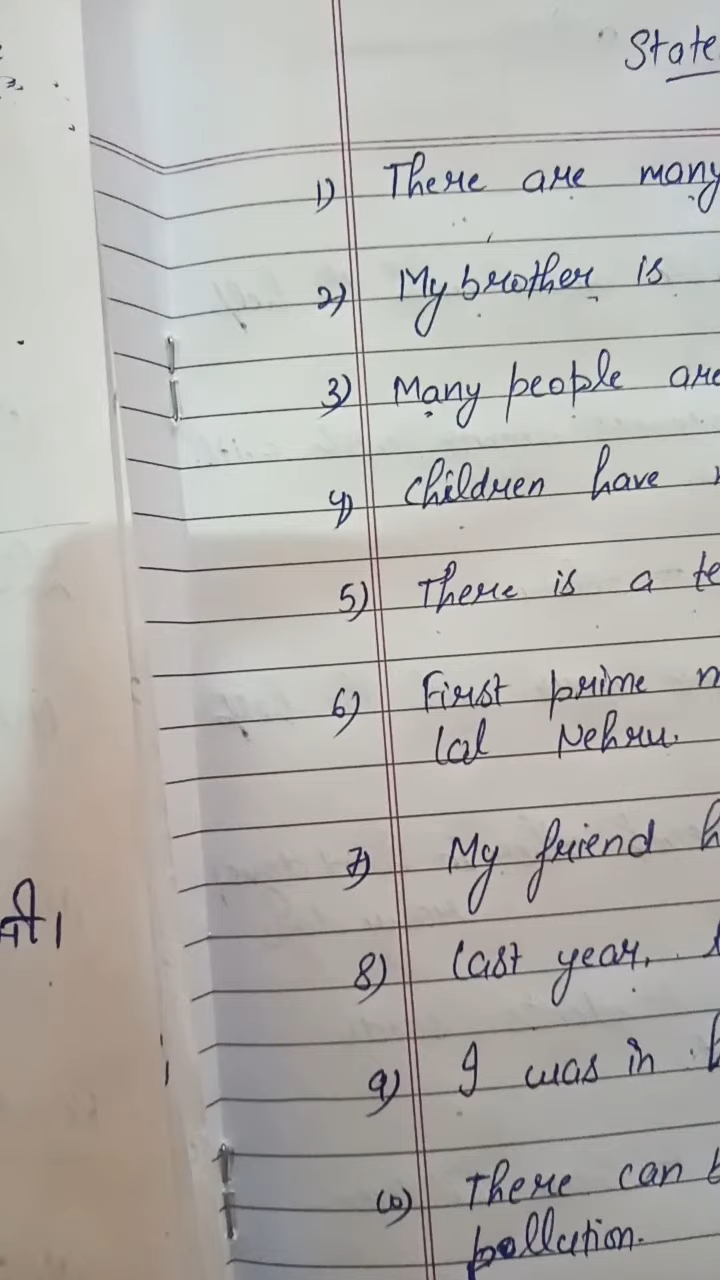 State
1) There are many
2) My brother is
3) Many people are
4) children have
5) There is a te
6) First prime m
lal Nehru.
7) My friend h
8) last year,
9) I was in
10) There can b
pollution.
नी।